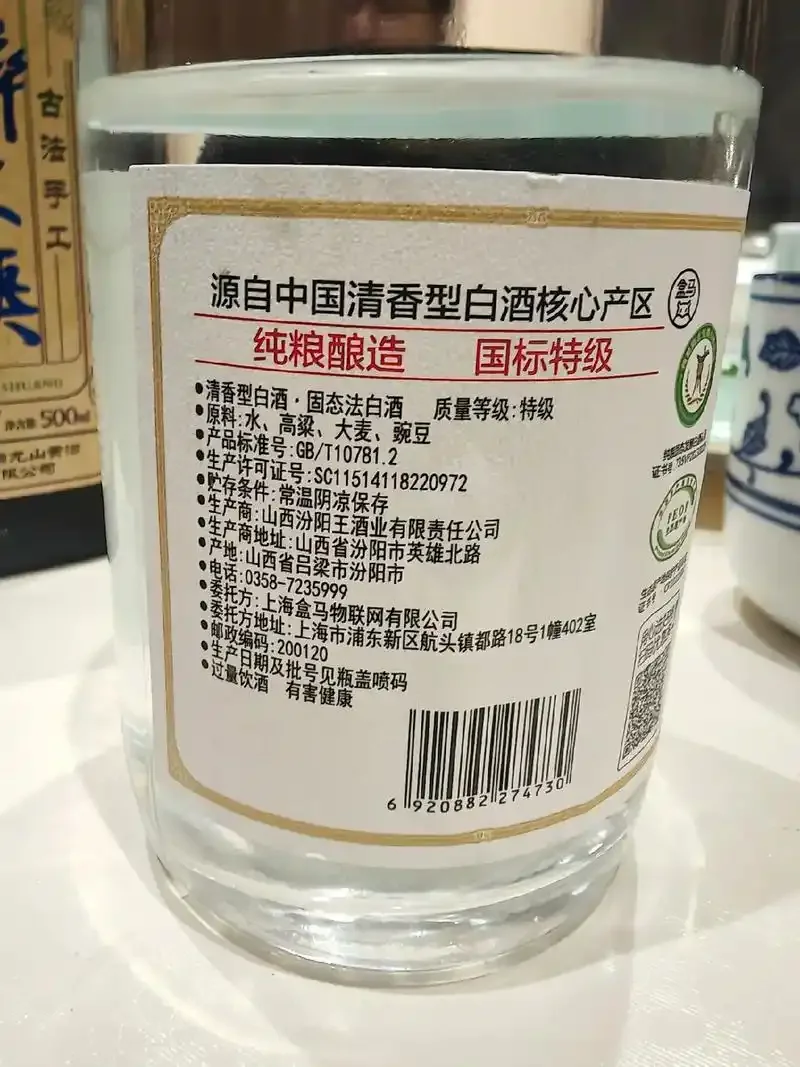 源自中国清香型白酒核心产区
盒马
纯粮酿造 国标特级
●清香型白酒·固态法白酒 质量等级:特级
●原料:水、高粱、大麦、豌豆
●产品标准号:GB/T10781.2
●生产许可证号:SC11514118220972
●贮存条件:常温阴凉保存
●生产商:山西汾阳王酒业有限责任公司
●生产商地址:山西省汾阳市英雄北路
●产地:山西省吕梁市汾阳市
●电话:0358-7235999
●委托方:上海盒马物联网有限公司
●委托方地址:上海市浦东新区航头镇都路18号1幢402室
●邮政编码:200120
●生产日期及批号见瓶盖喷码
●过量饮酒 有害健康
6 920882 274730
古法手工
500ml